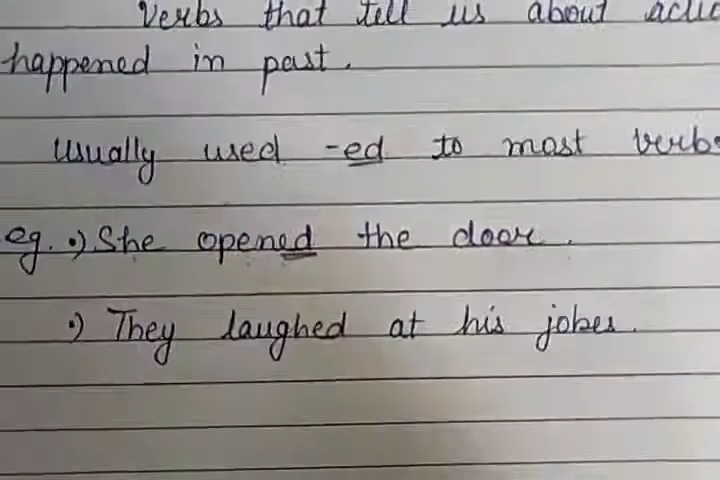 Verbs that tell us about
happened in past.
Usually used -ed to most verbs
eg. •) She opened the door.
•) They laughed at his jokes.